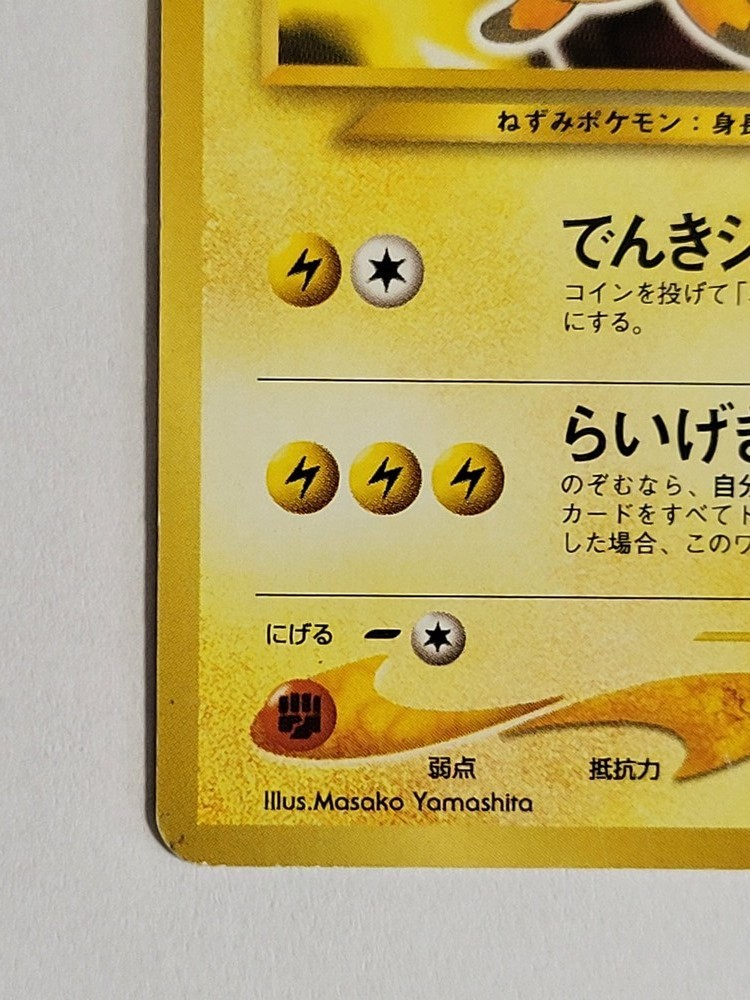 ねずみポケモン：身長
でんきシ
コインを投げて「
にする。
らいげき
のぞむなら、自分
カードをすべてト
した場合、このワ
にげる
弱点 抵抗力
Illus.Masako Yamashita